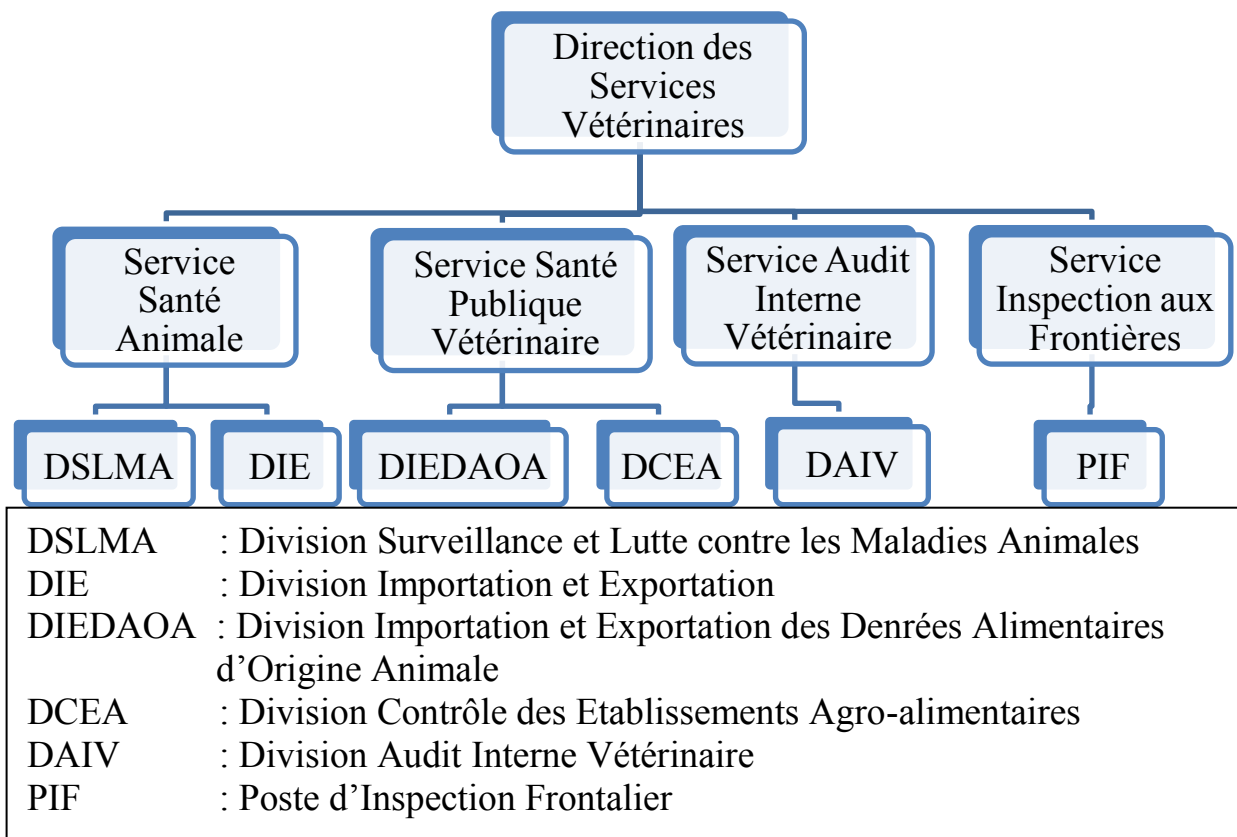 Direction des
Services
Vétérinaires
Service
Santé
Animale
Service Santé
Publique
Vétérinaire
Service Audit
Interne
Vétérinaire
Service
Inspection aux
Frontières
DSLMA
DIE
DIEDAOA
DCEA
DAIV
PIF
DSLMA : Division Surveillance et Lutte contre les Maladies Animales
DIE : Division Importation et Exportation
DIEDAOA : Division Importation et Exportation des Denrées Alimentaires
d’Origine Animale
DCEA : Division Contrôle des Etablissements Agro-alimentaires
DAIV : Division Audit Interne Vétérinaire
PIF : Poste d’Inspection Frontalier